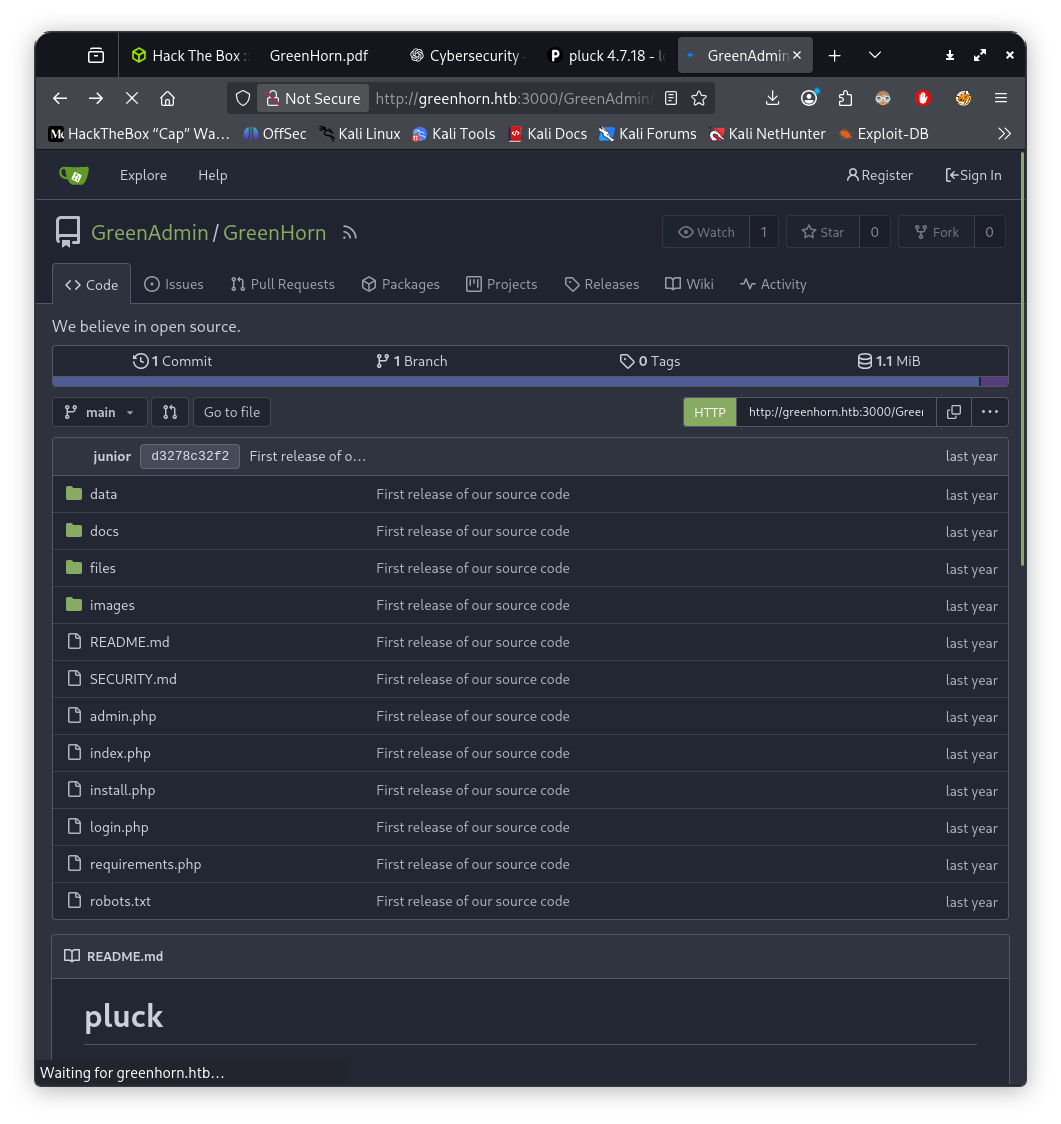 Hack The Box :: GreenHorn.pdf Cybersecurity - pluck 4.7.18 - GreenAdmin
Not Secure http://greenhorn.htb:3000/GreenAdmin/
HackTheBox “Cap” Wa… OffSec Kali Linux Kali Tools Kali Docs Kali Forums Kali NetHunter Exploit-DB
Explore Help Register Sign In
GreenAdmin / GreenHorn Watch 1 Star 0 Fork 0
Code Issues Pull Requests Packages Projects Releases Wiki Activity
We believe in open source.
1 Commit 1 Branch 0 Tags 1.1 MiB
main Go to file HTTP http://greenhorn.htb:3000/Greer
junior d3278c32f2 First release of o… last year
data First release of our source code last year
docs First release of our source code last year
files First release of our source code last year
images First release of our source code last year
README.md First release of our source code last year
SECURITY.md First release of our source code last year
admin.php First release of our source code last year
index.php First release of our source code last year
install.php First release of our source code last year
login.php First release of our source code last year
requirements.php First release of our source code last year
robots.txt First release of our source code last year
README.md
pluck
Waiting for greenhorn.htb…